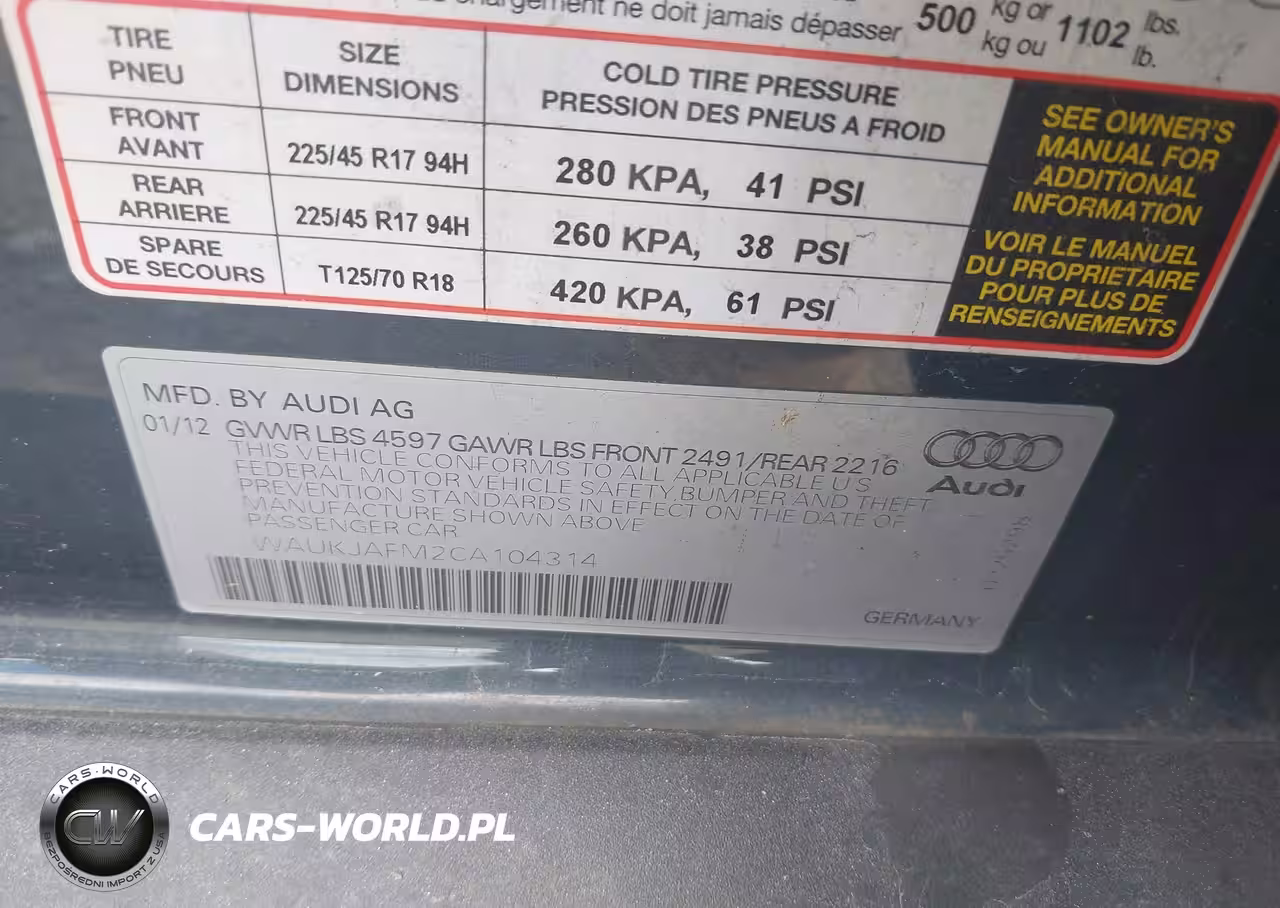 chargement ne doit jamais dépasser 500 kg or 1102 lbs.
kg ou lb.
TIRE SIZE COLD TIRE PRESSURE
PNEU DIMENSIONS PRESSION DES PNEUS A FROID
FRONT
AVANT 225/45 R17 94H 280 KPA, 41 PSI
REAR
ARRIERE 225/45 R17 94H 260 KPA, 38 PSI
SPARE
DE SECOURS T125/70 R18 420 KPA, 61 PSI
SEE OWNER'S
MANUAL FOR
ADDITIONAL
INFORMATION
VOIR LE MANUEL
DU PROPRIETAIRE
POUR PLUS DE
RENSEIGNEMENTS
MFD. BY AUDI AG
01/12 GVWR LBS 4597 GAWR LBS FRONT 2491/REAR 2216
THIS VEHICLE CONFORMS TO ALL APPLICABLE U.S
FEDERAL MOTOR VEHICLE SAFETY, BUMPER AND THEFT
PREVENTION STANDARDS IN EFFECT ON THE DATE OF
MANUFACTURE SHOWN ABOVE
PASSENGER CAR
WAUKJAFM2CA104314
Audi
GERMANY
CARS-WORLD
CW
BEZPOŚREDNI IMPORT Z USA
CARS-WORLD.PL